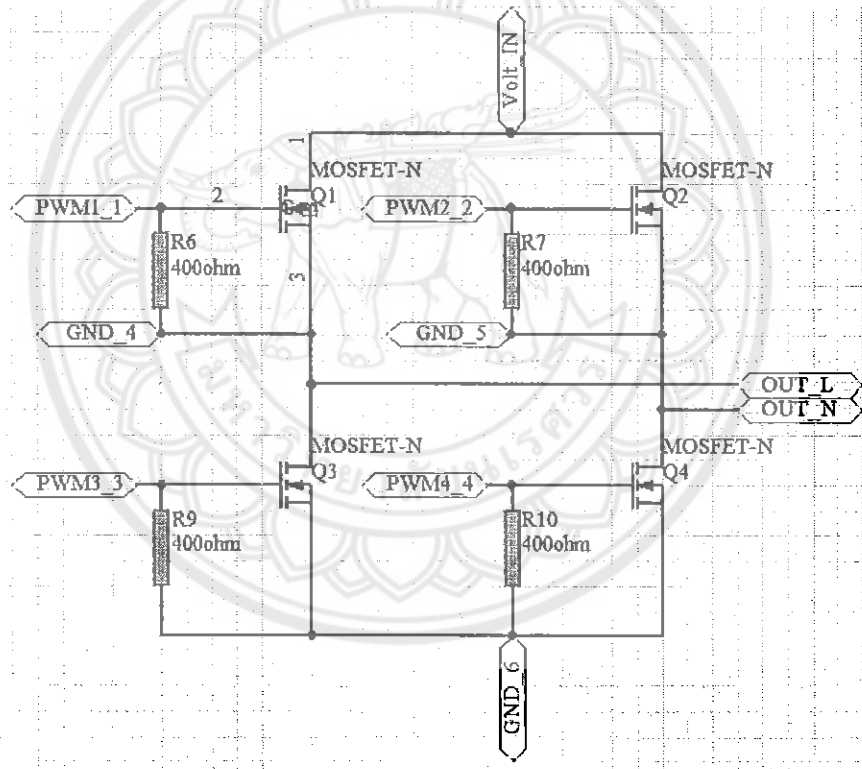 Volt_IN
1
MOSFET-N
Q1
MOSFET-N
Q2
PWM1_1
2
PWM2_2
R6
400ohm
R7
400ohm
3
GND_4
GND_5
OUT_L
OUT_N
MOSFET-N
Q3
MOSFET-N
Q4
PWM3_3
PWM4_4
R9
400ohm
R10
400ohm
GND_6